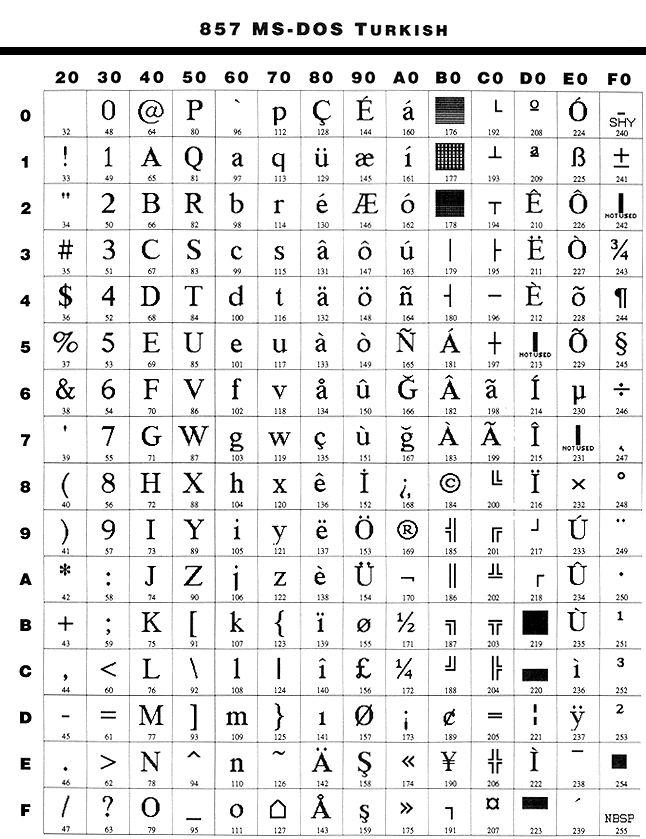 857 MS-DOS TURKISH
20 30 40 50 60 70 80 90 A0 B0 C0 D0 E0 F0
0 0 @ P ` p Ç É á ░ └ º Ó - SHY
32 48 64 80 96 112 128 144 160 176 192 208 224 240
1 ! 1 A Q a q ü æ í ▒ ┴ ª ß ±
33 49 65 81 97 113 129 145 161 177 193 209 225 241
2 " 2 B R b r é Æ ó ▓ ┬ Ê Ô NOT USED
34 50 66 82 98 114 130 146 162 178 194 210 226 242
3 # 3 C S c s â ô ú │ ├ Ë Ò ¾
35 51 67 83 99 115 131 147 163 179 195 211 227 243
4 $ 4 D T d t ä ö ñ ┤ ─ È õ ¶
36 52 68 84 100 116 132 148 164 180 196 212 228 244
5 % 5 E U e u à ò Ñ Á ┼ NOT USED Õ §
37 53 69 85 101 117 133 149 165 181 197 213 229 245
6 & 6 F V f v å û Ğ Â ã Í µ ÷
38 54 70 86 102 118 134 150 166 182 198 214 230 246
7 ' 7 G W g w ç ù ğ À Ã Î NOT USED ¸
39 55 71 87 103 119 135 151 167 183 199 215 231 247
8 ( 8 H X h x ê İ ¿ © ╚ Ï × °
40 56 72 88 104 120 136 152 168 184 200 216 232 248
9 ) 9 I Y i y ë Ö ® ╣ ╔ ┘ Ú ¨
41 57 73 89 105 121 137 153 169 185 201 217 233 249
A * : J Z j z è Ü ¬ ║ ╩ ┌ Û ·
42 58 74 90 106 122 138 154 170 186 202 218 234 250
B + ; K [ k { ï ø ½ ╗ ╦ █ Ù ¹
43 59 75 91 107 123 139 155 171 187 203 219 235 251
C , < L \ l | î £ ¼ ╝ ╠ ▄ ì ³
44 60 76 92 108 124 140 156 172 188 204 220 236 252
D - = M ] m } ı Ø ¡ ¢ ═ ¦ ÿ ²
45 61 77 93 109 125 141 157 173 189 205 221 237 253
E . > N ^ n ~ Ä Ş « ¥ ╬ Ì ¯ ■
46 62 78 94 110 126 142 158 174 190 206 222 238 254
F / ? O _ o ⌂ Å ş » ┐ ¤ ▀ ´ NBSP
47 63 79 95 111 127 143 159 175 191 207 223 239 255